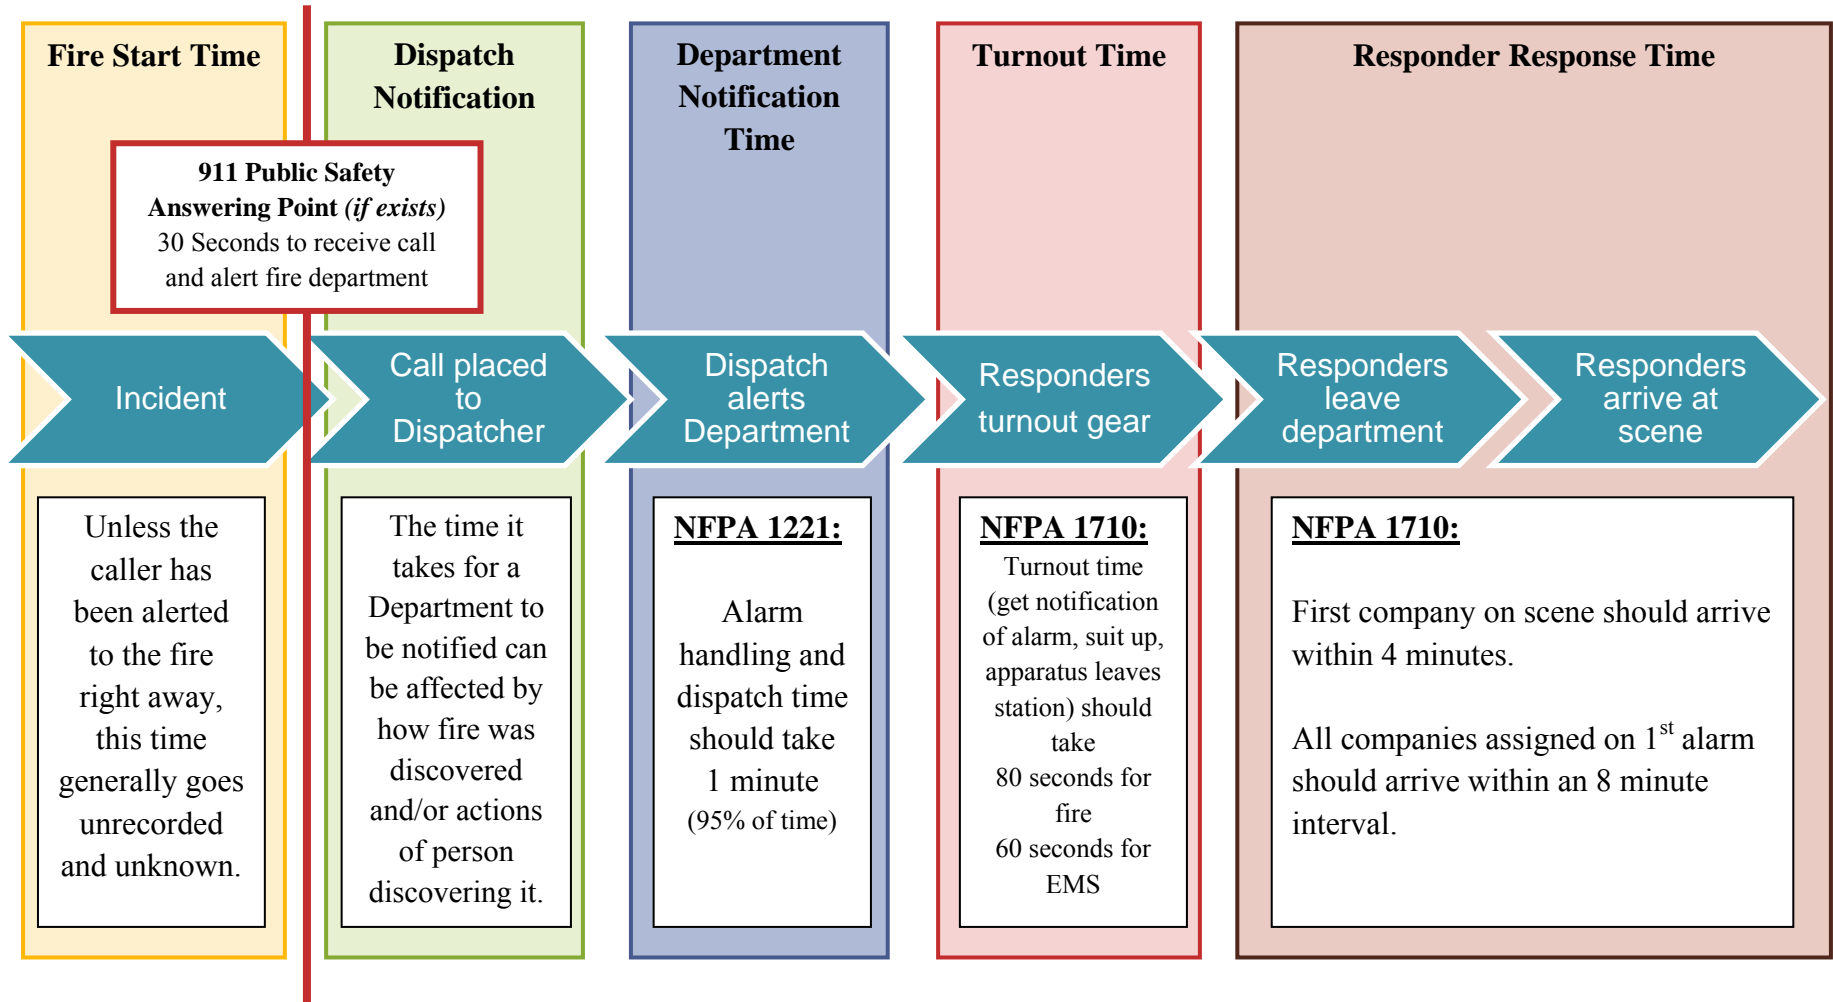 Fire Start Time
Dispatch
Notification
Department
Notification
Time
Turnout Time
Responder Response Time
911 Public Safety
Answering Point (if exists)
30 Seconds to receive call
and alert fire department
Incident
Call placed
to
Dispatcher
Dispatch
alerts
Department
Responders
turnout gear
Responders
leave
department
Responders
arrive at
scene
Unless the
caller has
been alerted
to the fire
right away,
this time
generally goes
unrecorded
and unknown.
The time it
takes for a
Department to
be notified can
be affected by
how fire was
discovered
and/or actions
of person
discovering it.
NFPA 1221:
Alarm
handling and
dispatch time
should take
1 minute
(95% of time)
NFPA 1710:
Turnout time
(get notification
of alarm, suit up,
apparatus leaves
station) should
take
80 seconds for
fire
60 seconds for
EMS
NFPA 1710:
First company on scene should arrive
within 4 minutes.
All companies assigned on 1st alarm
should arrive within an 8 minute
interval.